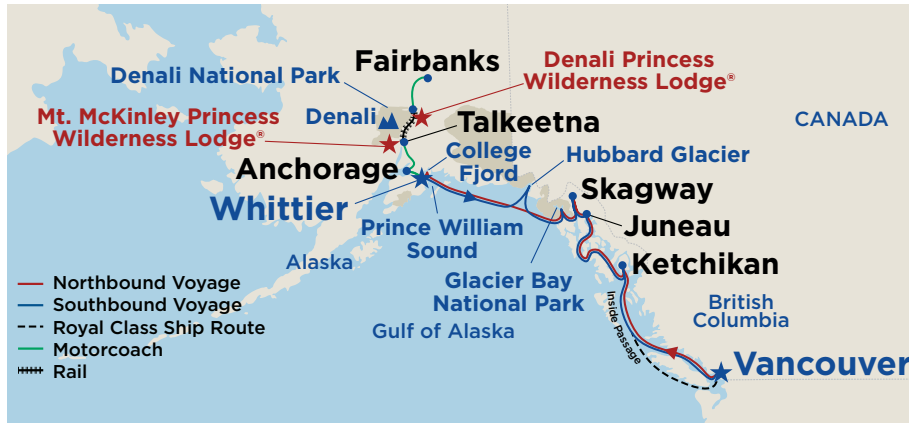 Fairbanks
Denali National Park
Denali Princess
Wilderness Lodge®
Mt. McKinley Princess
Wilderness Lodge®
Denali
Talkeetna
CANADA
Anchorage
College
Fjord
Hubbard Glacier
Whittier
Skagway
Prince William
Sound
Juneau
Alaska
Glacier Bay
National Park
Ketchikan
Northbound Voyage
Southbound Voyage
Royal Class Ship Route
Motorcoach
Rail
Gulf of Alaska
Inside Passage
British
Columbia
Vancouver